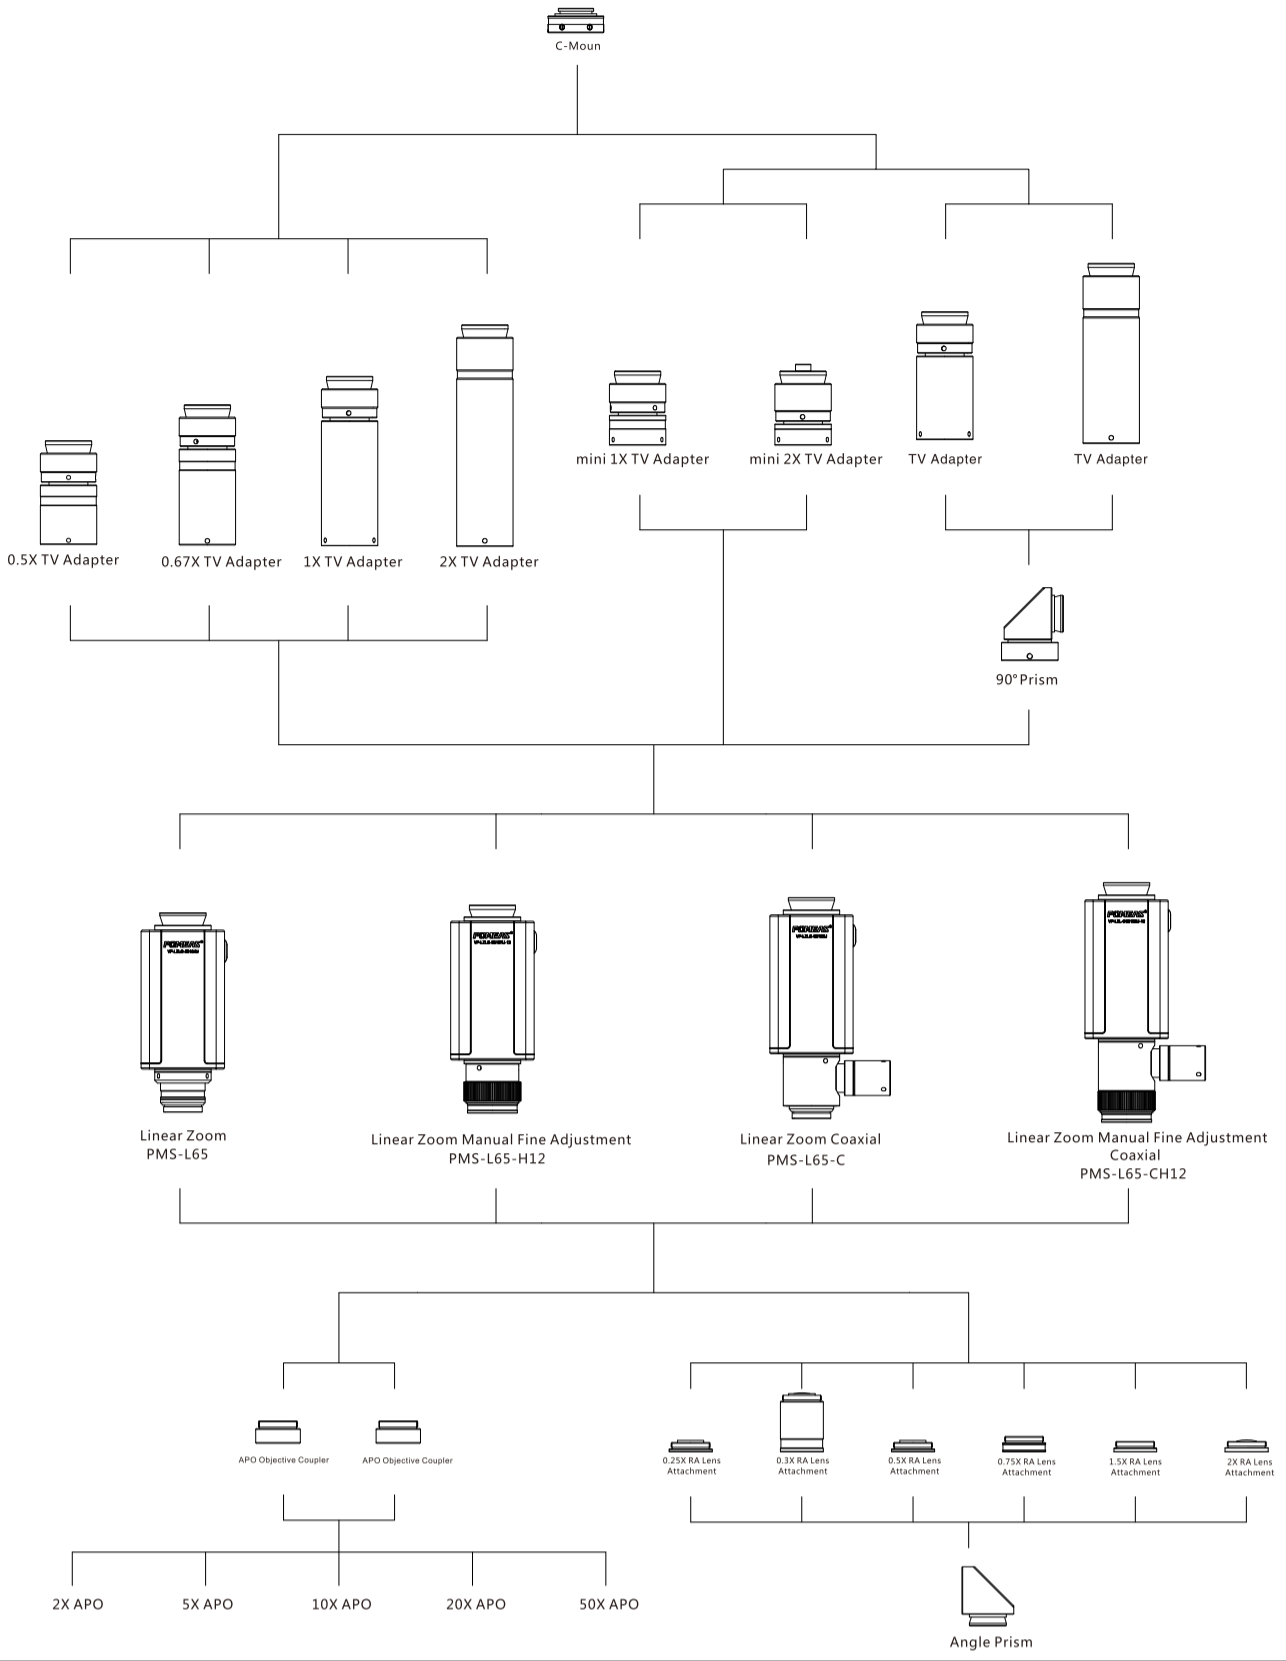 C-Moun
mini 1X TV Adapter
mini 2X TV Adapter
TV Adapter
TV Adapter
0.5X TV Adapter
0.67X TV Adapter
1X TV Adapter
2X TV Adapter
90°Prism
Linear Zoom
PMS-L65
Linear Zoom Manual Fine Adjustment
PMS-L65-H12
Linear Zoom Coaxial
PMS-L65-C
Linear Zoom Manual Fine Adjustment
Coaxial
PMS-L65-CH12
APO Objective Coupler
APO Objective Coupler
0.25X RA Lens
Attachment
0.3X RA Lens
Attachment
0.5X RA Lens
Attachment
0.75X RA Lens
Attachment
1.5X RA Lens
Attachment
2X RA Lens
Attachment
2X APO
5X APO
10X APO
20X APO
50X APO
Angle Prism